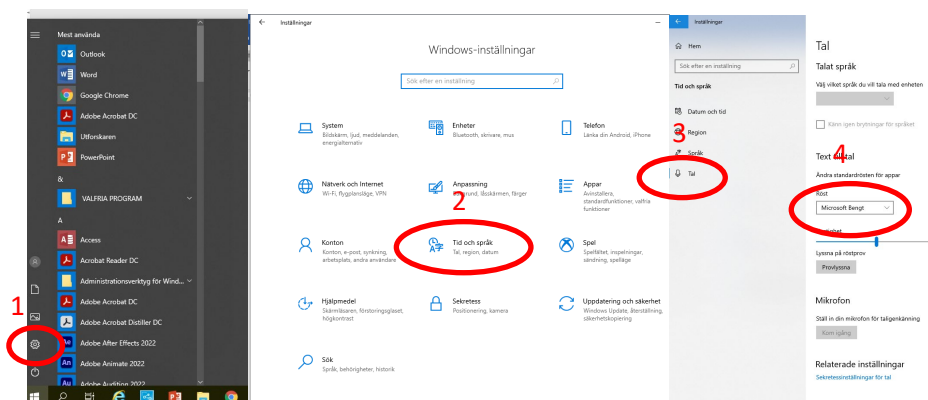 Mest använda
Outlook
Word
Google Chrome
Adobe Acrobat DC
Utforskaren
PowerPoint
&
VALFRIA PROGRAM
A
Access
Acrobat Reader DC
Administrationsverktyg för Wind...
Adobe Acrobat DC
Adobe Acrobat Distiller DC
Adobe After Effects 2022
Adobe Animate 2022
Adobe Audition 2022
1
Inställningar
Windows-inställningar
Sök efter en inställning
System
Bildskärm, ljud, meddelanden,
energialternativ
Enheter
Bluetooth, skrivare, mus
Telefon
Länka din Android, iPhone
Nätverk och Internet
Wi-Fi, flygplansläge, VPN
Anpassning
Bakgrund, låsskärmen, färger
Appar
Avinstallera,
standardfunktioner, valfria
funktioner
2
Konton
Konton, e-post, synkning,
arbetsplats, andra användare
Tid och språk
Tal, region, datum
Spel
Spelfältet, inspelningar,
sändning, spelläge
Hjälpmedel
Skärmläsaren, förstoringsglaset,
högkontrast
Sekretess
Positionering, kamera
Uppdatering och säkerhet
Windows Update, återställning,
säkerhetskopiering
Sök
Språk, behörigheter, historik
Inställningar
Hem
Sök efter en inställning
Tid och språk
Datum och tid
3
Region
Språk
Tal
Tal
Talat språk
Välj vilket språk du vill tala med enheten
Känn igen brytningar för språket
4
Text till tal
Ändra standardrösten för appar
Röst
Microsoft Bengt
Lyssna på röstprov
Provlyssna
Mikrofon
Ställ in din mikrofon för taligenkänning
Kom igång
Relaterade inställningar
Sekretessinställningar för tal